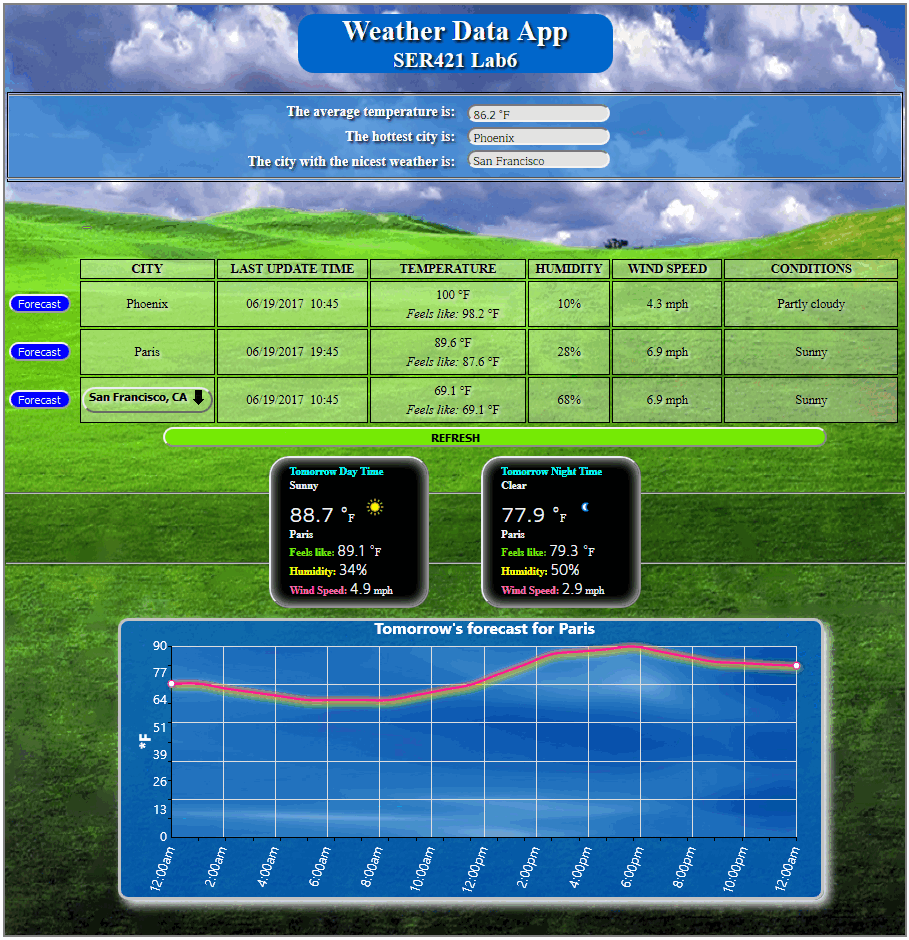 Weather Data App
SER421 Lab6
The average temperature is: 86.2 °F
The hottest city is: Phoenix
The city with the nicest weather is: San Francisco
CITY LAST UPDATE TIME TEMPERATURE HUMIDITY WIND SPEED CONDITIONS
Forecast Phoenix 06/19/2017 10:45 100 °F 10% 4.3 mph Partly cloudy
Feels like: 98.2 °F
Forecast Paris 06/19/2017 19:45 89.6 °F 28% 6.9 mph Sunny
Feels like: 87.6 °F
Forecast San Francisco, CA 06/19/2017 10:45 69.1 °F 68% 6.9 mph Sunny
Feels like: 69.1 °F
REFRESH
Tomorrow Day Time
Sunny
88.7 °F
Paris
Feels like: 89.1 °F
Humidity: 34%
Wind Speed: 4.9 mph
Tomorrow Night Time
Clear
77.9 °F
Paris
Feels like: 79.3 °F
Humidity: 50%
Wind Speed: 2.9 mph
Tomorrow's forecast for Paris
90
77
64
51
39
26
13
0
*F
12:00am 2:00am 4:00am 6:00am 8:00am 10:00am 12:00pm 2:00pm 4:00pm 6:00pm 8:00pm 10:00pm 12:00am